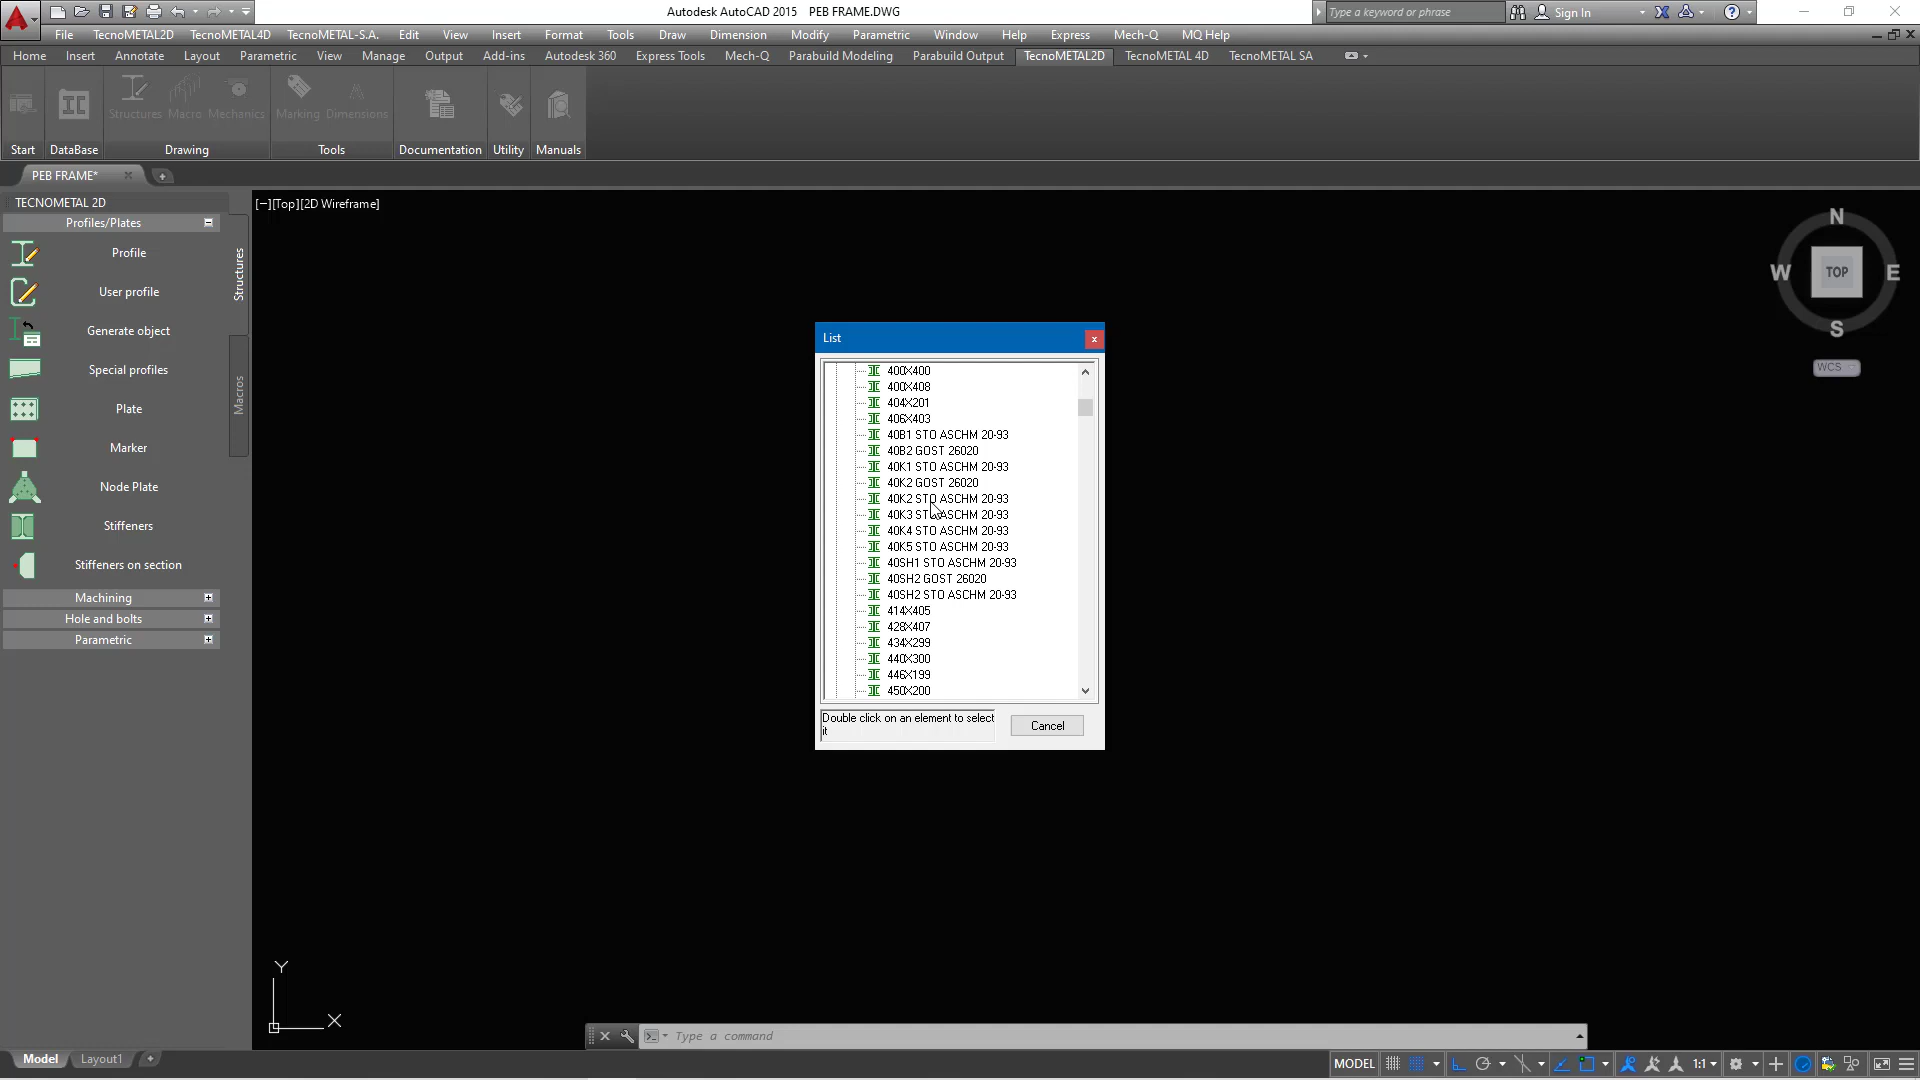 Autodesk AutoCAD 2015 PEB FRAME.DWG
Type a keyword or phrase
Sign In
File TecnoMETAL2D TecnoMETAL4D TecnoMETAL-S.A. Edit View Insert Format Tools Draw Dimension Modify Parametric Window Help Express Mech-Q MQ Help
Home Insert Annotate Layout Parametric View Manage Output Add-ins Autodesk 360 Express Tools Mech-Q Parabuild Modeling Parabuild Output TecnoMETAL2D TecnoMETAL 4D TecnoMETAL SA
Structures Macro Mechanics Marking Dimensions
Start DataBase Drawing Tools Documentation Utility Manuals
PEB FRAME*
TECNOMETAL 2D
Profiles/Plates
Profile
User profile
Generate object
Special profiles
Plate
Marker
Node Plate
Stiffeners
Stiffeners on section
Machining
Hole and bolts
Parametric
Structures
Macros
[−][Top][2D Wireframe]
N
W TOP E
S
WCS
List
400X400
400X408
404X201
406X403
40B1 STO ASCHM 20-93
40B2 GOST 26020
40K1 STO ASCHM 20-93
40K2 GOST 26020
40K2 STO ASCHM 20-93
40K3 STO ASCHM 20-93
40K4 STO ASCHM 20-93
40K5 STO ASCHM 20-93
40SH1 STO ASCHM 20-93
40SH2 GOST 26020
40SH2 STO ASCHM 20-93
414X405
428X407
434X299
440X300
446X199
450X200
Double click on an element to select
it
Cancel
Y
X
Type a command
Model Layout1
MODEL 1:1